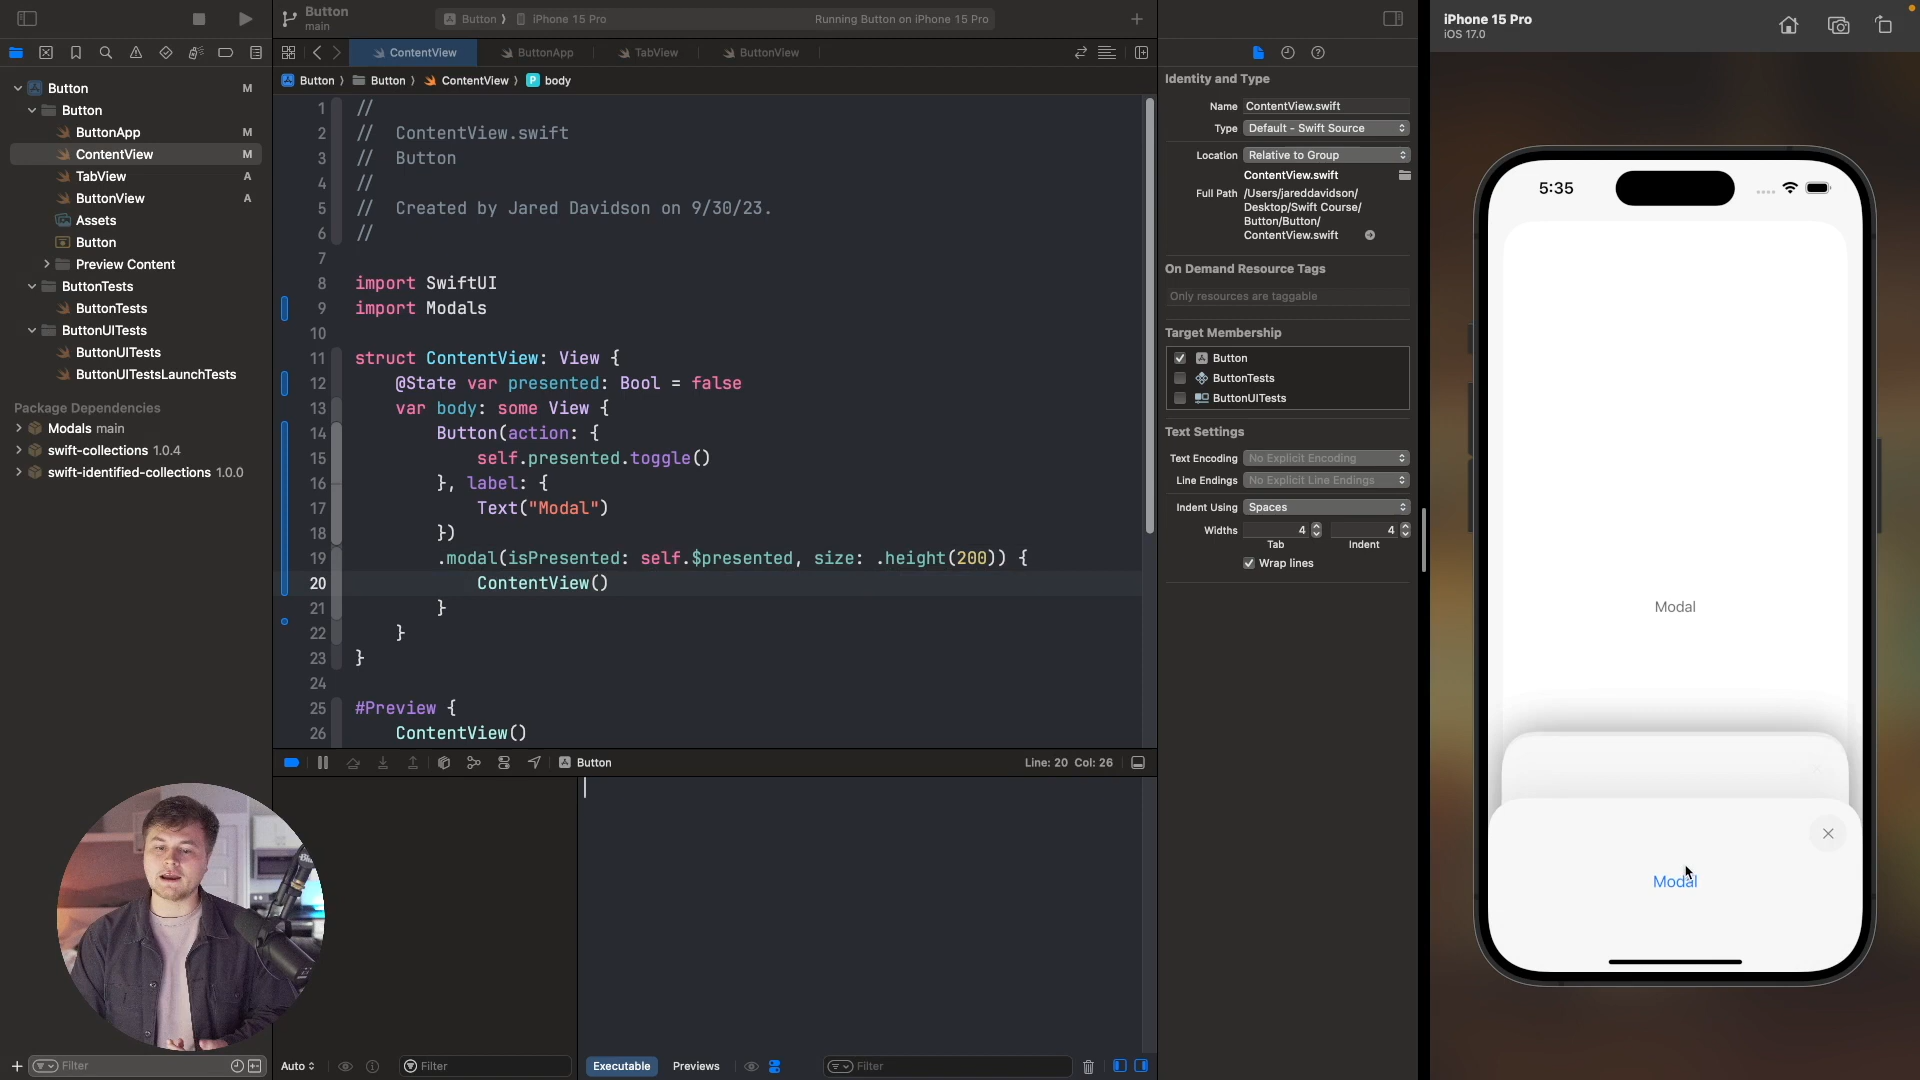 Button
main
Button 〉 iPhone 15 Pro
Running Button on iPhone 15 Pro
ContentView
ButtonApp
TabView
ButtonView
Button 〉 Button 〉 ContentView 〉 P body
Button M
Button
ButtonApp M
ContentView M
TabView A
ButtonView A
Assets
Button
Preview Content
ButtonTests
ButtonTests
ButtonUITests
ButtonUITests
ButtonUITestsLaunchTests
Package Dependencies
Modals main
swift-collections 1.0.4
swift-identified-collections 1.0.0
Filter
1 //
2 // ContentView.swift
3 // Button
4 //
5 // Created by Jared Davidson on 9/30/23.
6 //
7
8 import SwiftUI
9 import Modals
10
11 struct ContentView: View {
12 @State var presented: Bool = false
13 var body: some View {
14 Button(action: {
15 self.presented.toggle()
16 }, label: {
17 Text("Modal")
18 })
19 .modal(isPresented: self.$presented, size: .height(200)) {
20 ContentView()
21 }
22 }
23 }
24
25 #Preview {
26 ContentView()
Button
Line: 20 Col: 26
Auto
Filter
Executable
Previews
Filter
Identity and Type
Name ContentView.swift
Type Default - Swift Source
Location Relative to Group
ContentView.swift
Full Path /Users/jareddavidson/
Desktop/Swift Course/
Button/Button/
ContentView.swift
On Demand Resource Tags
Only resources are taggable
Target Membership
Button
ButtonTests
ButtonUITests
Text Settings
Text Encoding No Explicit Encoding
Line Endings No Explicit Line Endings
Indent Using Spaces
Widths 4 4
Tab Indent
Wrap lines
iPhone 15 Pro
iOS 17.0
5:35
Modal
Modal